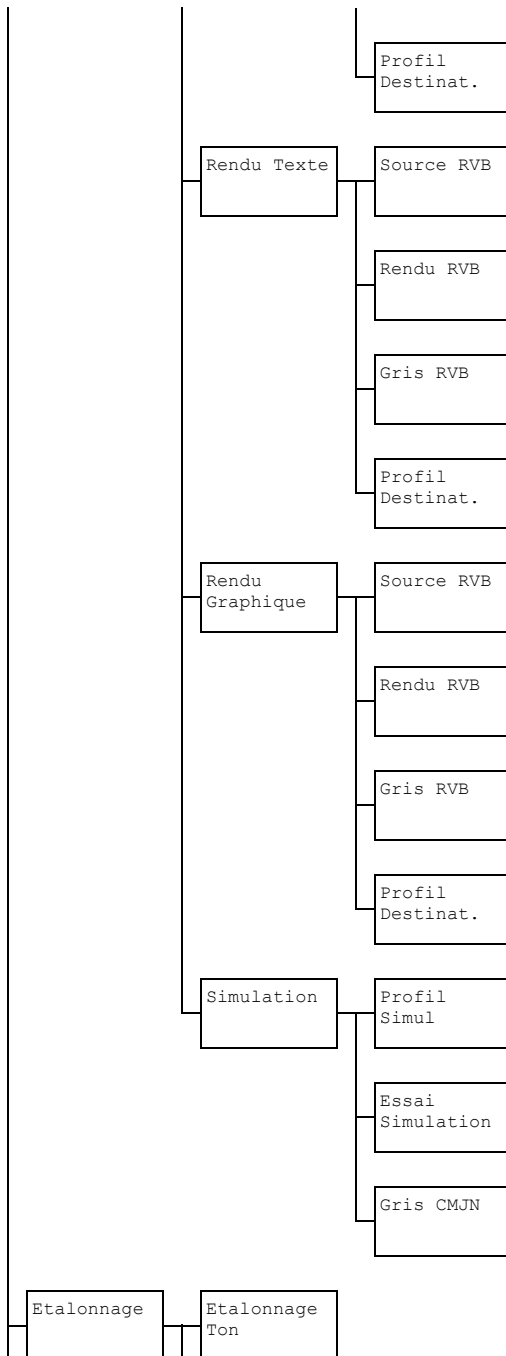 Profil
Destinat.
Rendu Texte
Source RVB
Rendu RVB
Gris RVB
Profil
Destinat.
Rendu
Graphique
Source RVB
Rendu RVB
Gris RVB
Profil
Destinat.
Simulation
Profil
Simul
Essai
Simulation
Gris CMJN
Etalonnage
Etalonnage
Ton